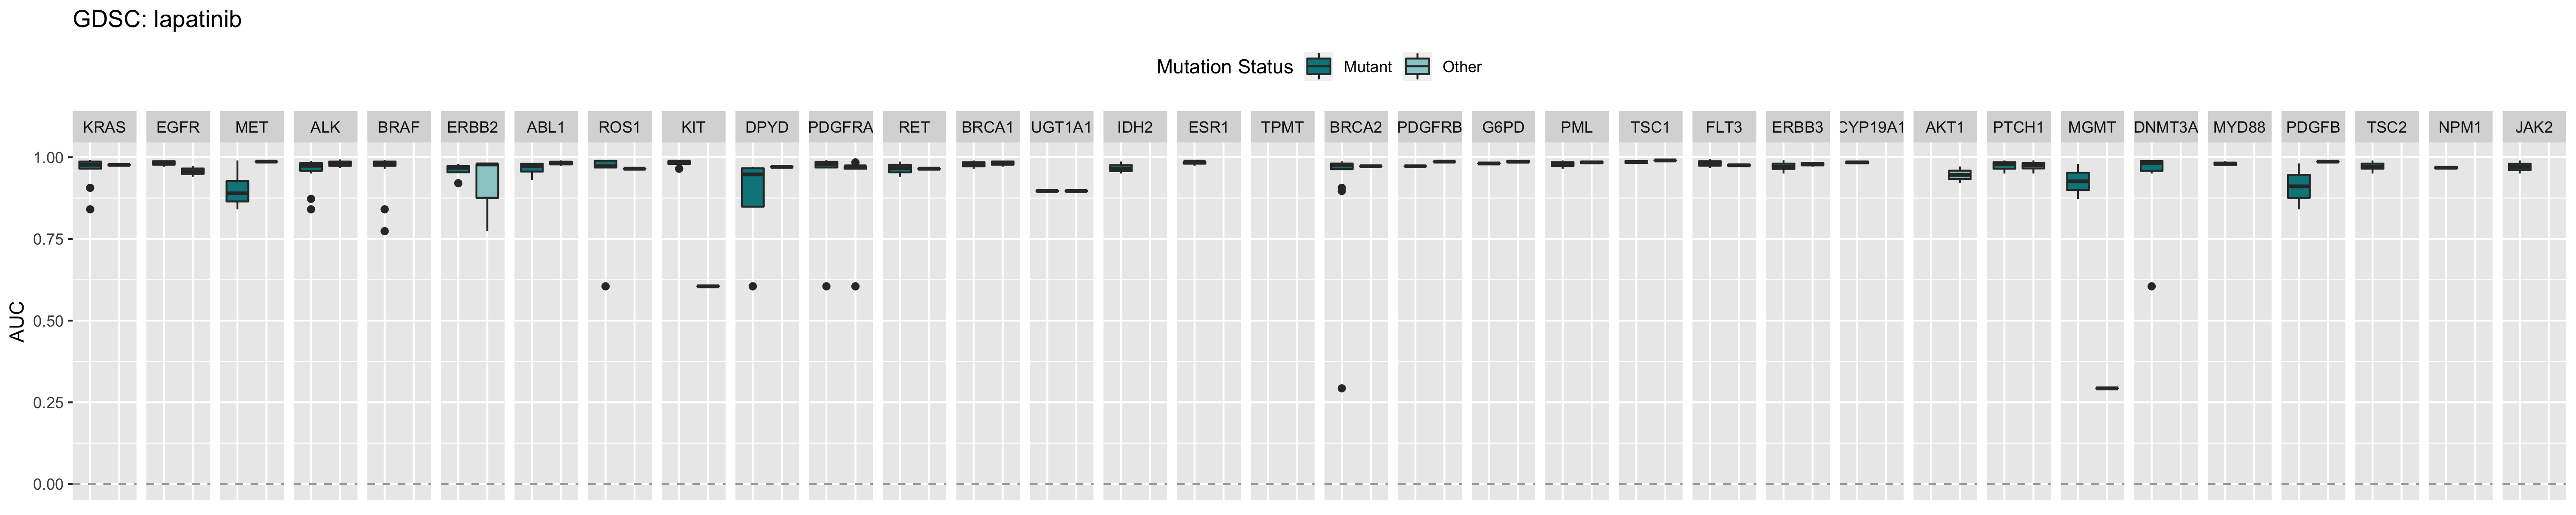 GDSC: lapatinib
Mutation Status Mutant Other
KRAS EGFR MET ALK BRAF ERBB2 ABL1 ROS1 KIT DPYD PDGFRA RET BRCA1 UGT1A1 IDH2 ESR1 TPMT BRCA2 PDGFRB G6PD PML TSC1 FLT3 ERBB3 CYP19A1 AKT1 PTCH1 MGMT DNMT3A MYD88 PDGFB TSC2 NPM1 JAK2
1.00
0.75
0.50
AUC
0.25
0.00